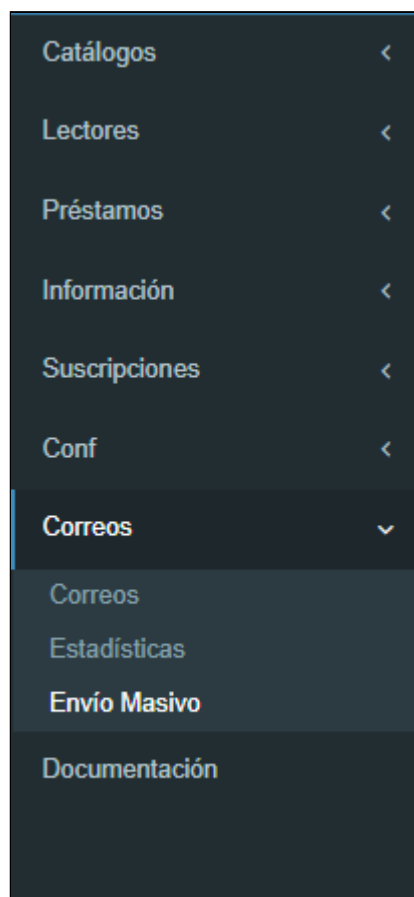 Catálogos
Lectores
Préstamos
Información
Suscripciones
Conf
Correos
Correos
Estadísticas
Envío Masivo
Documentación